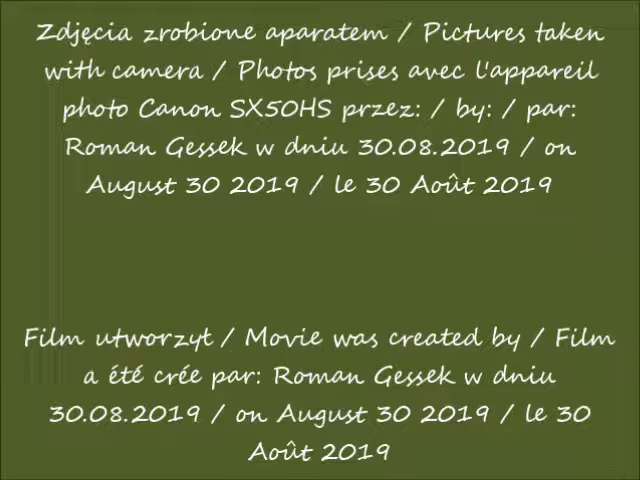 Zdjęcia zrobione aparatem / Pictures taken
with camera / Photos prises avec l'appareil
photo Canon SX50HS przez: / by: / par:
Roman Gessek w dniu 30.08.2019 / on
August 30 2019 / le 30 Août 2019
Film utworzył / Movie was created by / Film
a été crée par: Roman Gessek w dniu
30.08.2019 / on August 30 2019 / le 30
Août 2019